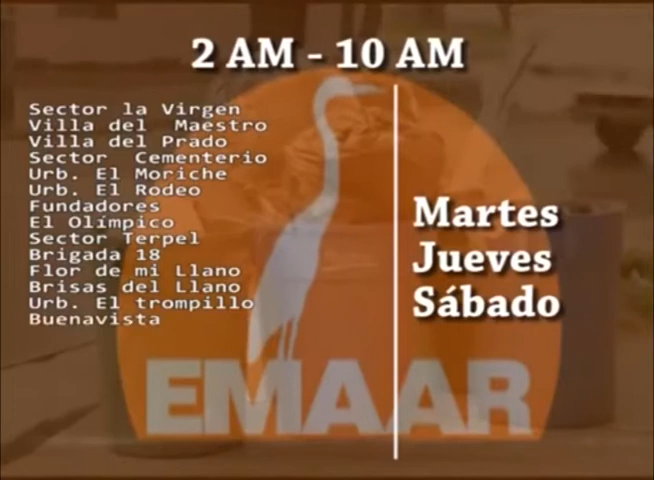 2 AM - 10 AM
Sector la Virgen
Villa del Maestro
Villa del Prado
Sector Cementerio
Urb. El Moriche
Urb. El Rodeo
Fundadores
El Olímpico
Sector Terpel
Brigada 18
Flor de mi Llano
Brisas del Llano
Urb. El trompillo
Buenavista
Martes
Jueves
Sábado
EMAAR